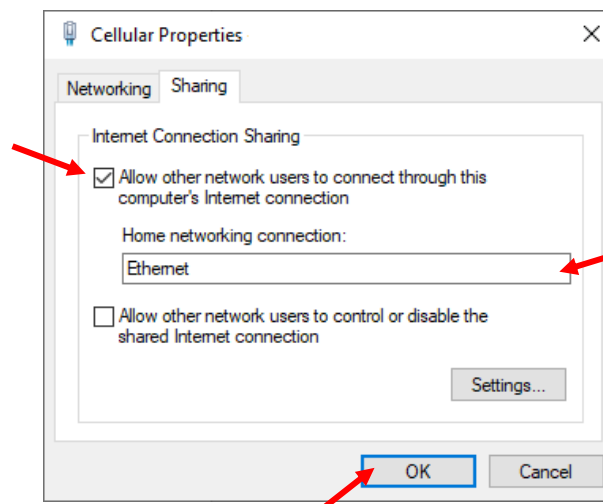 Cellular Properties
Networking
Sharing
Internet Connection Sharing
Allow other network users to connect through this
computer's Internet connection
Home networking connection:
Ethernet
Allow other network users to control or disable the
shared Internet connection
Settings...
OK
Cancel